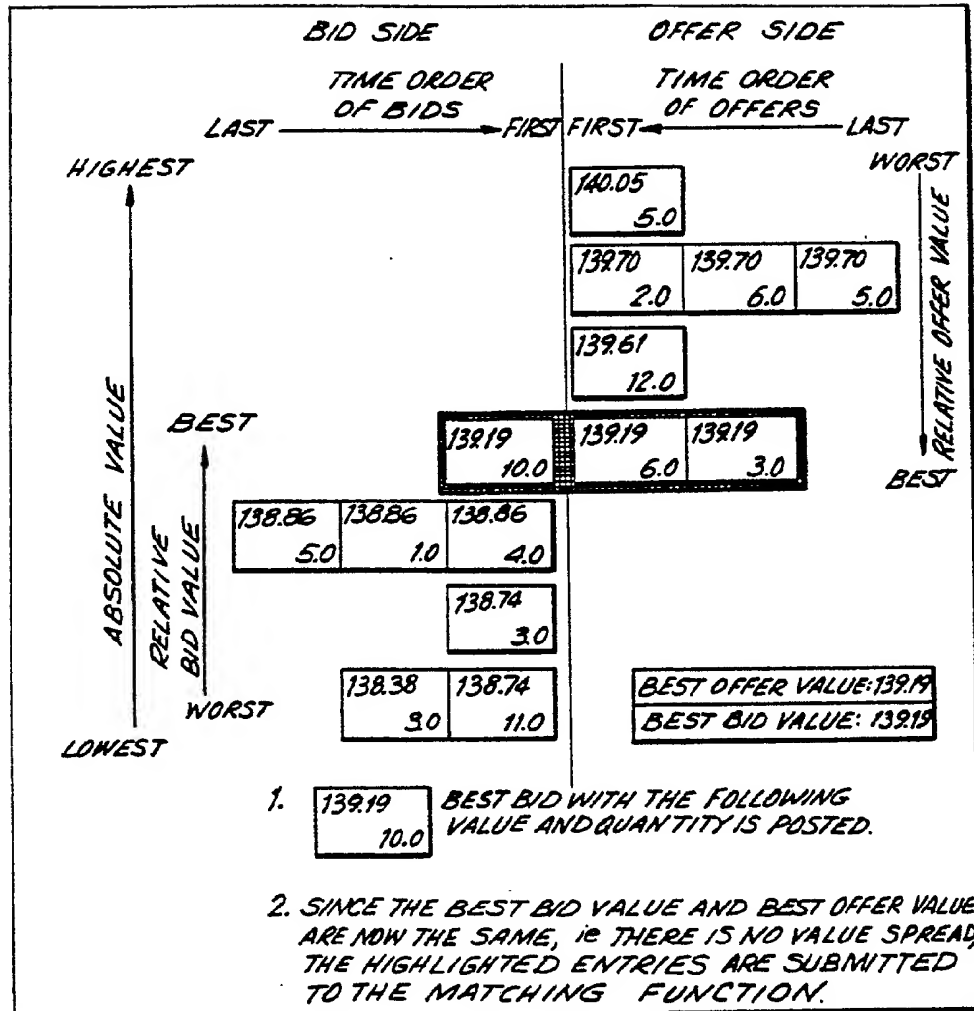 BID SIDE
OFFER SIDE
TIME ORDER
OF BIDS
TIME ORDER
OF OFFERS
LAST
FIRST
FIRST
LAST
HIGHEST
WORST
140.05
5.0
139.70 139.70 139.70
2.0 6.0 5.0
139.61
12.0
RELATIVE OFFER VALUE
ABSOLUTE VALUE
BEST
139.19 139.19 139.19
10.0 6.0 3.0
BEST
138.86 138.86 138.86
5.0 1.0 4.0
RELATIVE
BID VALUE
138.74
3.0
138.38 138.74
3.0 11.0
WORST
LOWEST
BEST OFFER VALUE: 139.19
BEST BID VALUE: 139.19
1. 139.19 BEST BID WITH THE FOLLOWING
10.0 VALUE AND QUANTITY IS POSTED.
2. SINCE THE BEST BID VALUE AND BEST OFFER VALUE
ARE NOW THE SAME, ie THERE IS NO VALUE SPREAD,
THE HIGHLIGHTED ENTRIES ARE SUBMITTED
TO THE MATCHING FUNCTION.